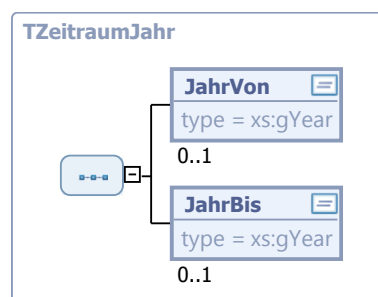 TZeitraumJahr
JahrVon
type = xs:gYear
0..1
JahrBis
type = xs:gYear
0..1